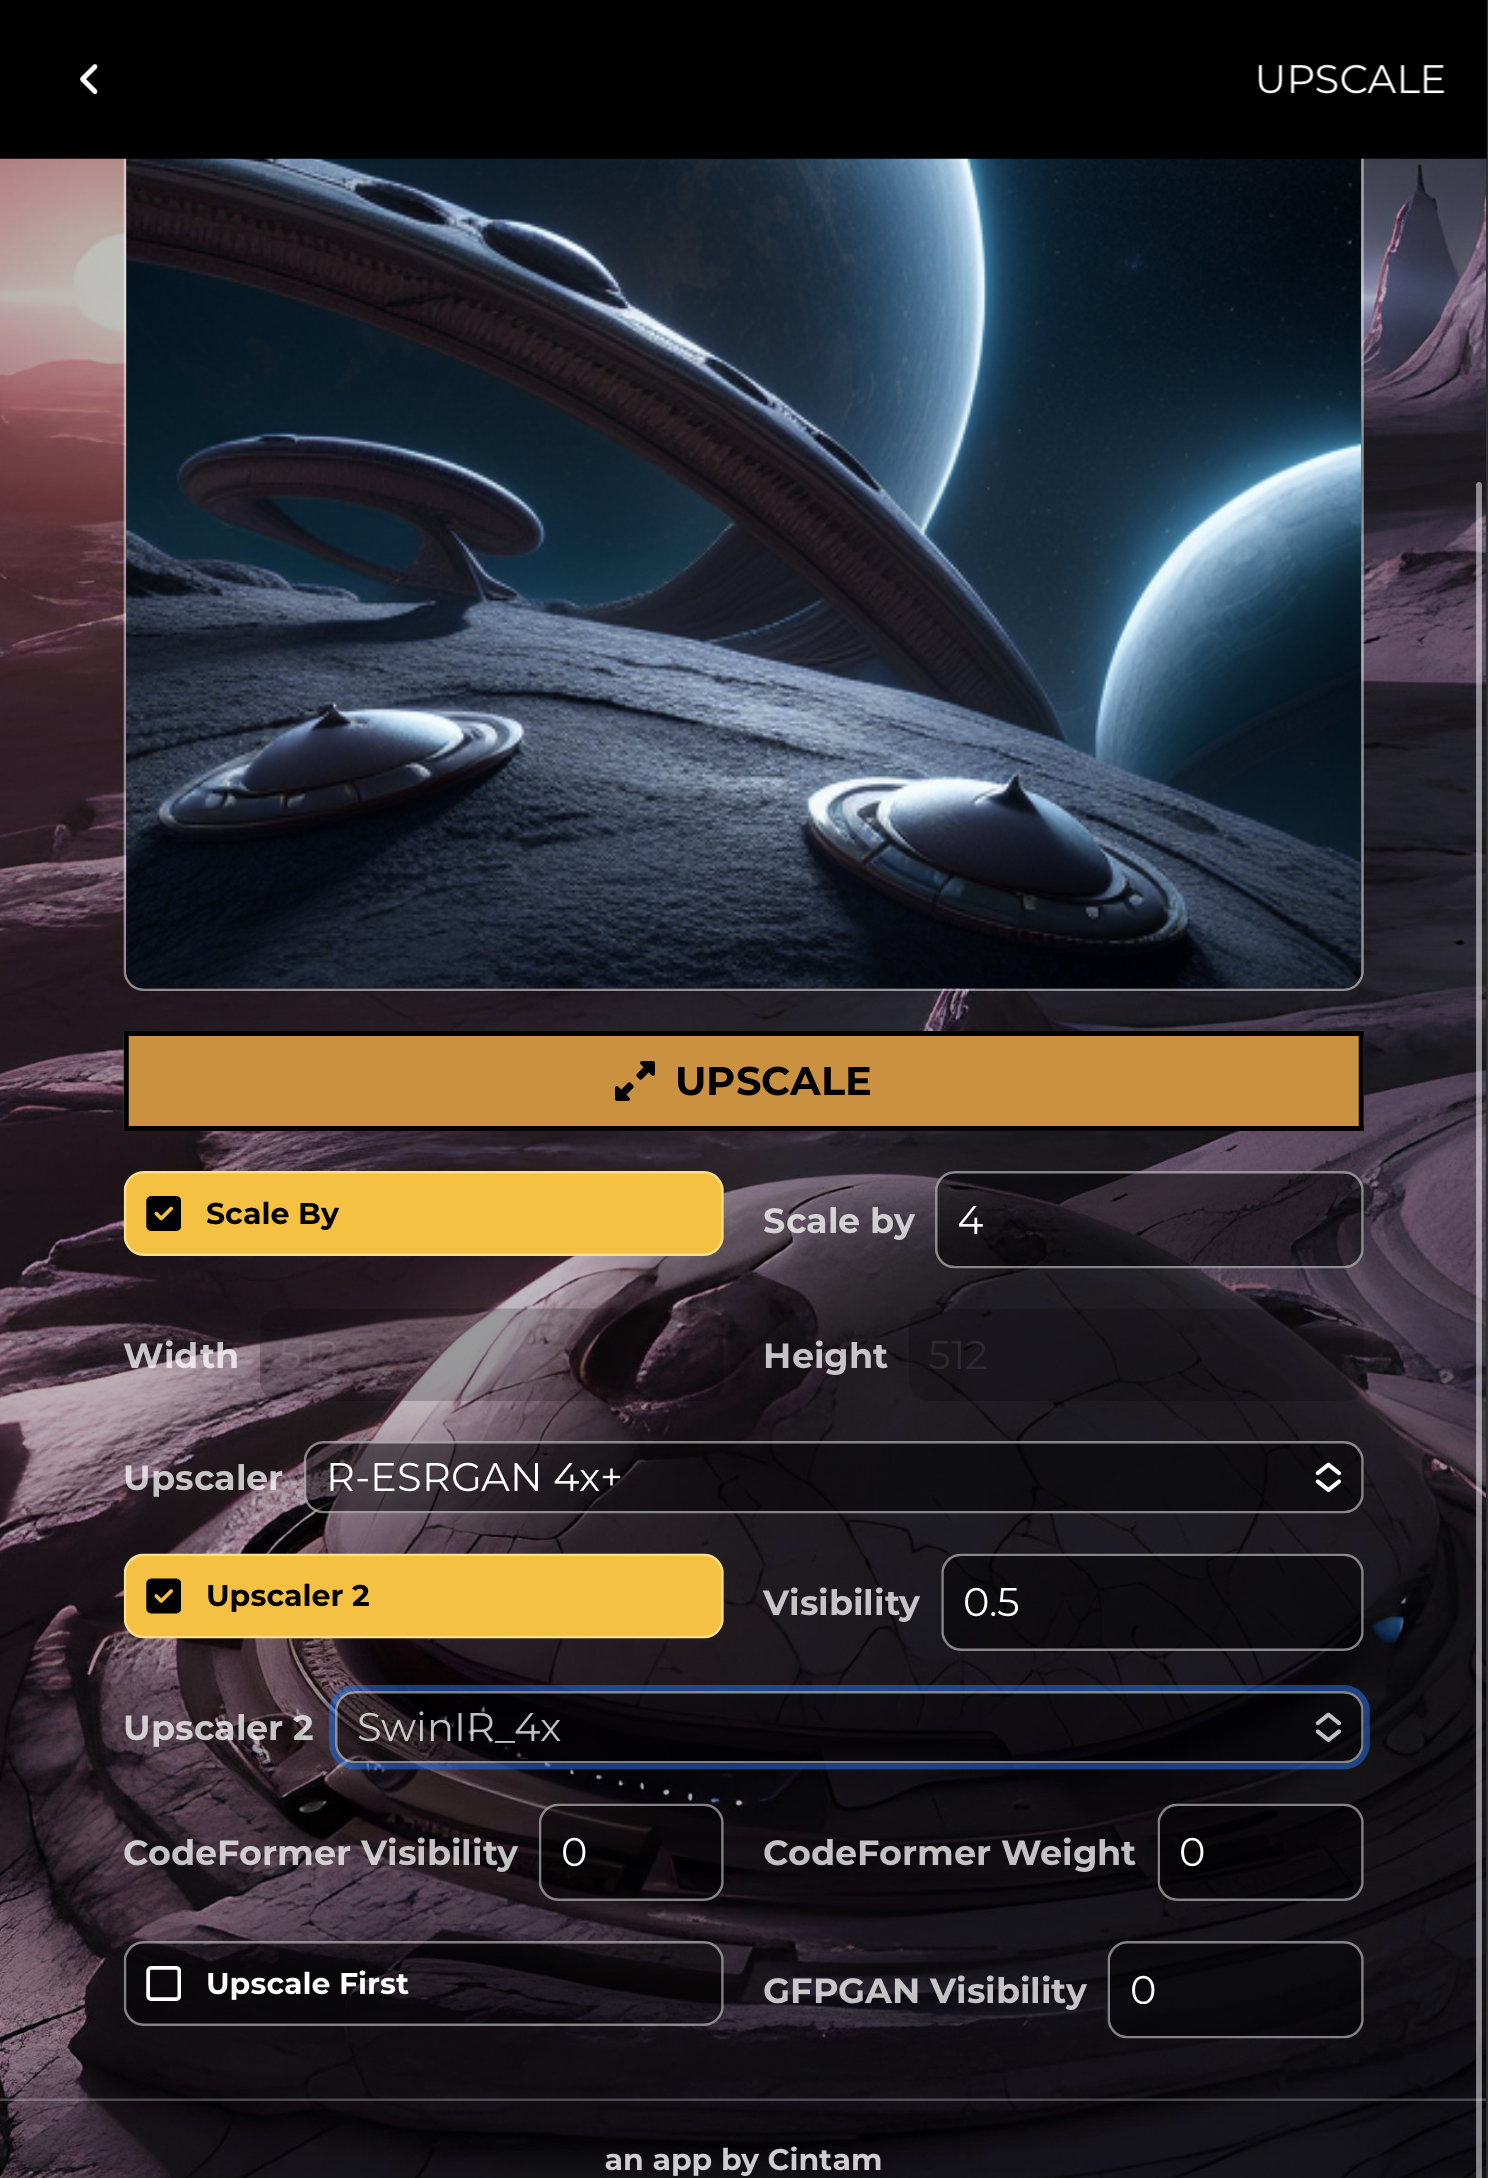 UPSCALE
UPSCALE
Scale By
Scale by 4
Width 512
Height 512
Upscaler R-ESRGAN 4x+
Upscaler 2
Visibility 0.5
Upscaler 2 SwinIR_4x
CodeFormer Visibility 0
CodeFormer Weight 0
Upscale First
GFPGAN Visibility 0
an app by Cintam